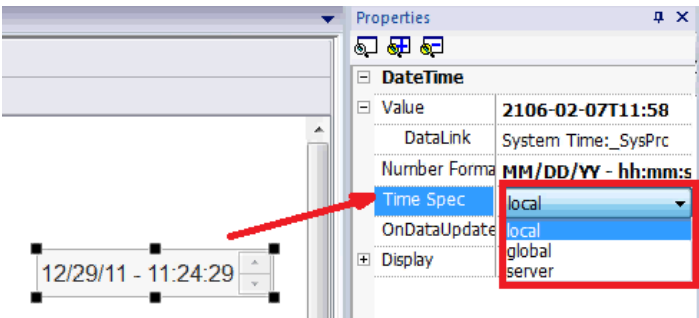 Properties
DateTime
Value 2106-02-07T11:58
DataLink System Time:_SysPrc
Number Forma MM/DD/YY - hh:mm:s
Time Spec local
OnDataUpdate local
global
Display
server
12/29/11 - 11:24:29